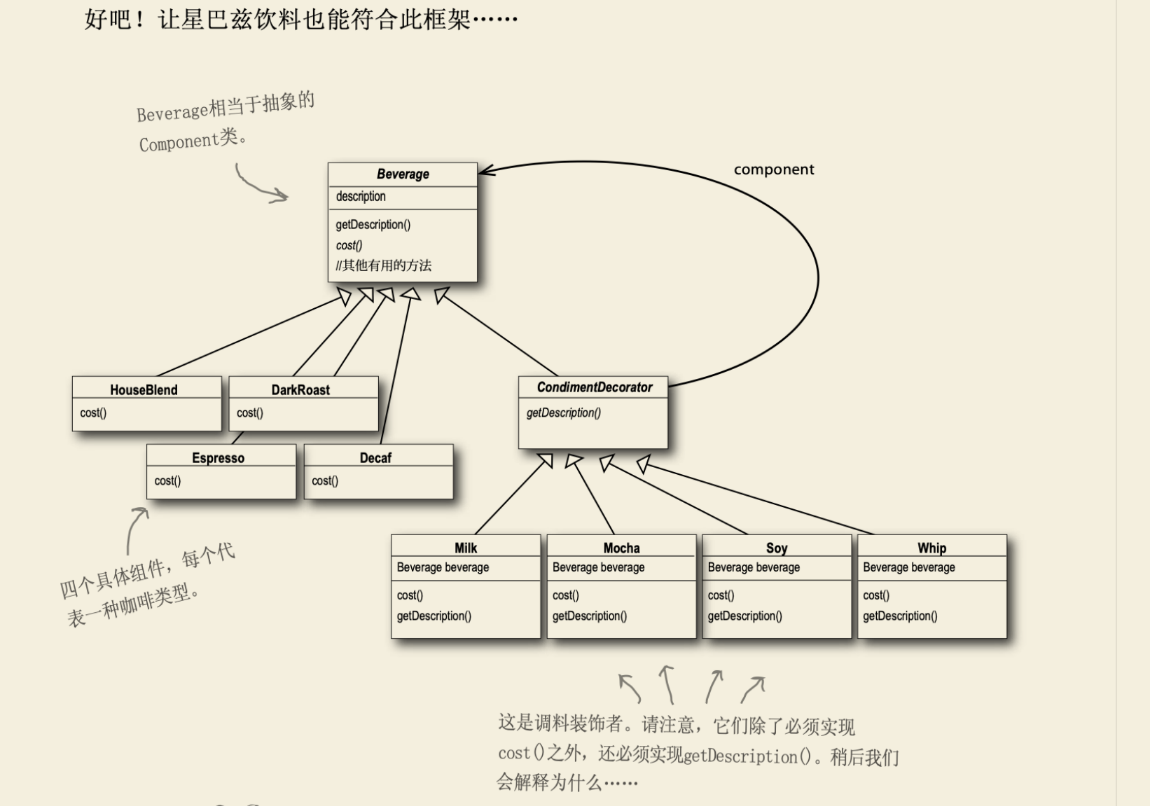 好吧！让星巴兹饮料也能符合此框架……
Beverage相当于抽象的
Component类。
component
Beverage
description
getDescription()
cost()
//其他有用的方法
HouseBlend
cost()
DarkRoast
cost()
CondimentDecorator
getDescription()
Espresso
cost()
Decaf
cost()
四个具体组件，每个代
表一种咖啡类型。
Milk
Beverage beverage
cost()
getDescription()
Mocha
Beverage beverage
cost()
getDescription()
Soy
Beverage beverage
cost()
getDescription()
Whip
Beverage beverage
cost()
getDescription()
这是调料装饰者。请注意，它们除了必须实现
cost()之外，还必须实现getDescription()。稍后我们
会解释为什么……